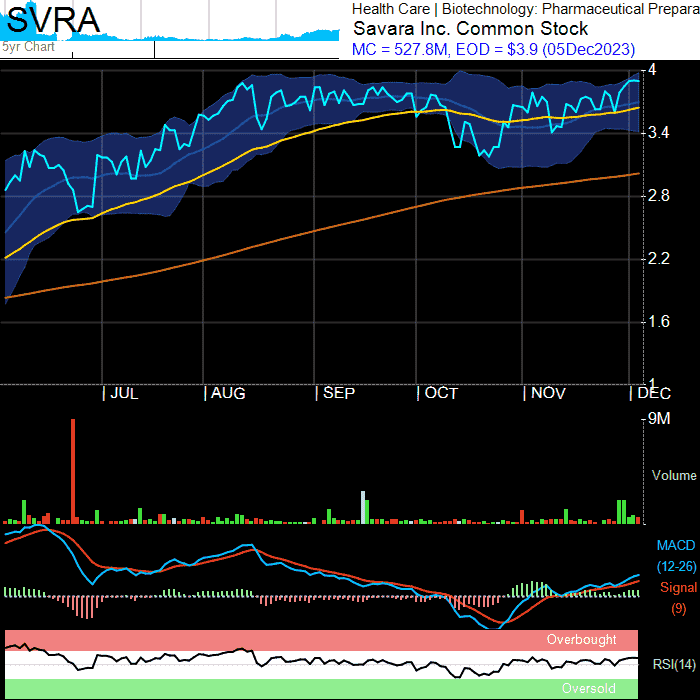 SVRA
5yr Chart
Health Care | Biotechnology: Pharmaceutical Prepara
Savara Inc. Common Stock
MC = 527.8M, EOD = $3.9 (05Dec2023)
4
3.4
2.8
2.2
1.6
1
| JUL | AUG | SEP | OCT | NOV | DEC
9M
Volume
MACD
(12-26)
Signal
(9)
Overbought
RSI(14)
Oversold